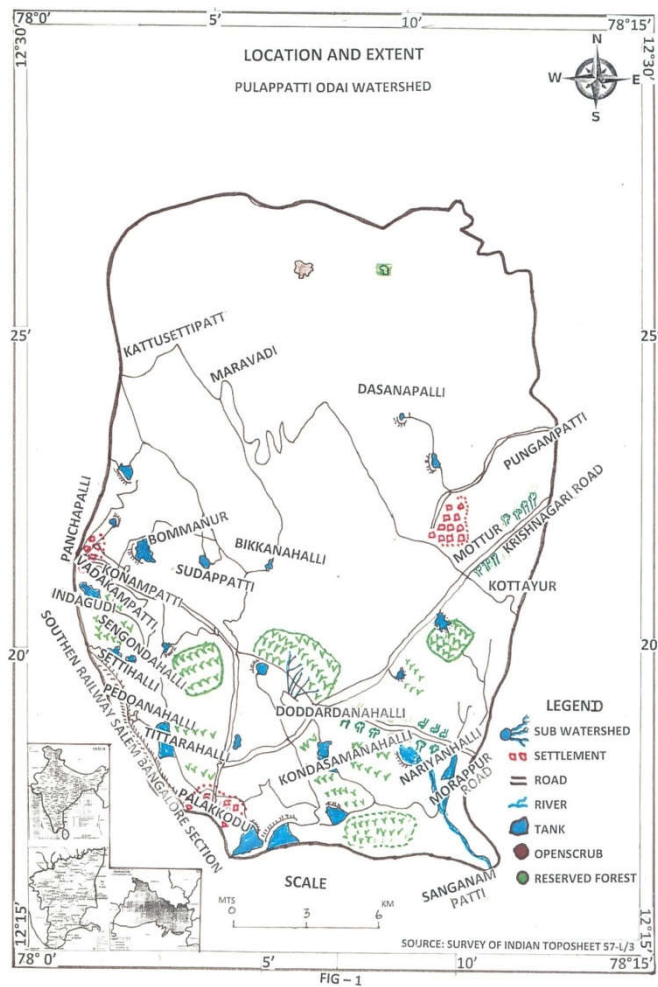 78°0'
5'
10'
78°15'
12°30'
12°30
LOCATION AND EXTENT
PULAPPATTI ODAI WATERSHED
N
W
E
S
25'
25'
KATTUSETTIPATT
MARAVADI
DASANAPALLI
PUNGAMPATTI
PANCHAPALLI
BOMMANUR
SUDAPPATTI
BIKKANAHALLI
MOTTUR
KRISHNAGARI ROAD
KOTTAYUR
KONAMPATTI
VADAKAMPATTI
INDAGUDI
SENGONDAHALLI
SETTIHALLI
20'
20'
PEDOANAHALLI
TITTARAHALLI
DODDARDANAHALLI
KONDASAMANAHALLI
NARIYANHALLI
MORAPPUR
ROAD
SOUTHEN RAILWAY SALEM BANGALORE SECTION
PALAKKODU
SANGANAM
PATTI
LEGEND
SUB WATERSHED
SETTLEMENT
ROAD
RIVER
TANK
OPENSCRUB
RESERVED FOREST
SCALE
MTS
KM
0
3
6
SOURCE: SURVEY OF INDIAN TOPOSHEET 57-L/3
12°15'
12°15'
78° 0'
5'
10'
78°15'
FIG – 1